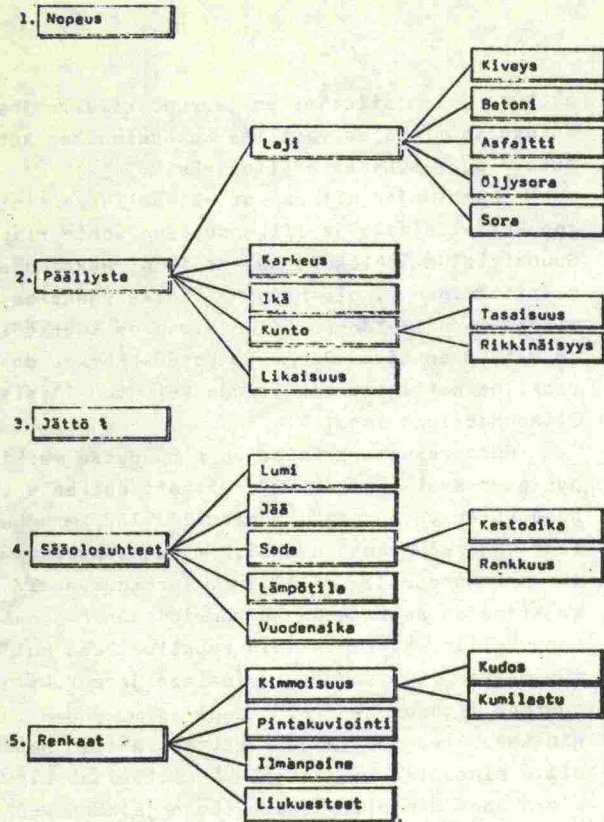 1. Nopeus
Kiveys
Betoni
Laji
Asfaltti
Öljysora
Sora
Karkeus
2. Päällyste
Ikä
Tasaisuus
Kunto
Rikkinäisyys
Likaisuus
3. Jättö %
Lumi
Jää
Kestoaika
4. Sääolosuhteet
Sade
Rankkuus
Lämpötila
Vuodenaika
Kudos
Kimmoisuus
Kumilaatu
Pintakuviointi
5. Renkaat
Ilmanpaine
Liukuesteet